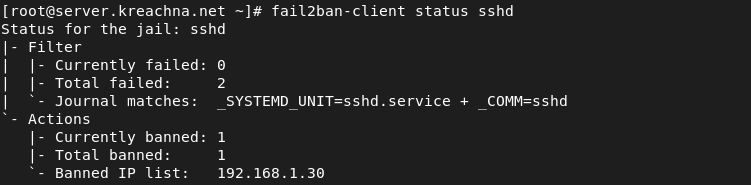 [root@server.kreachna.net ~]# fail2ban-client status sshd
Status for the jail: sshd
|- Filter
|  |- Currently failed: 0
|  |- Total failed:     2
|  `- Journal matches:  _SYSTEMD_UNIT=sshd.service + _COMM=sshd
`- Actions
   |- Currently banned: 1
   |- Total banned:     1
   `- Banned IP list:   192.168.1.30